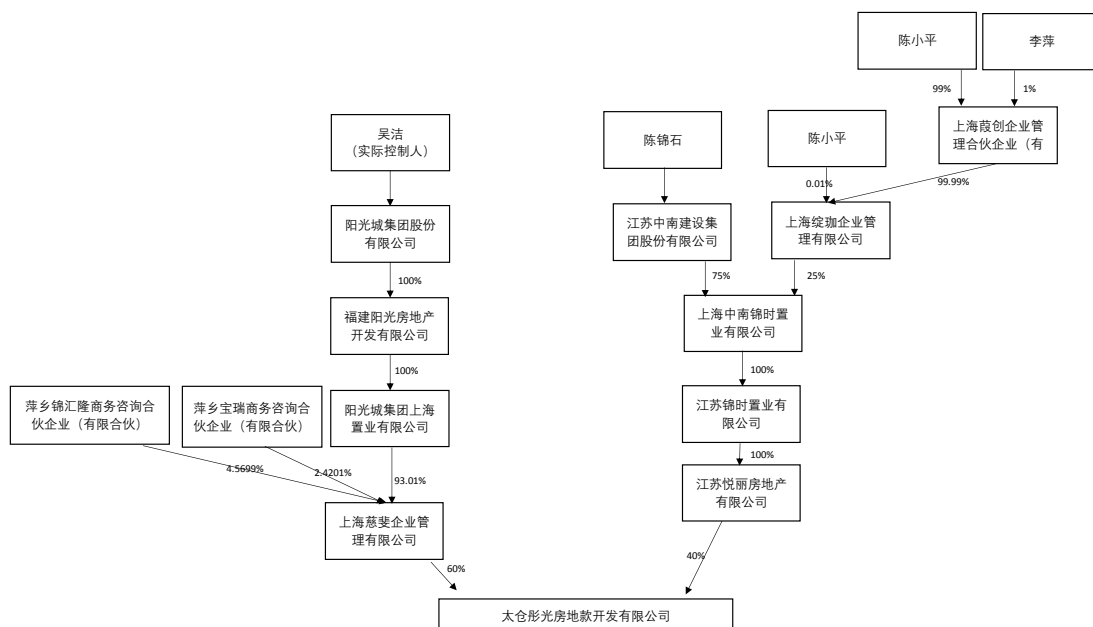 陈小平
李萍
99%
1%
上海葭创企业管
理合伙企业（有
吴洁
（实际控制人）
陈锦石
陈小平
0.01%
99.99%
阳光城集团股份
有限公司
江苏中南建设集
团股份有限公司
上海绽珈企业管
理有限公司
100%
75%
25%
福建阳光房地产
开发有限公司
上海中南锦时置
业有限公司
100%
100%
萍乡锦汇隆商务咨询合
伙企业（有限合伙）
萍乡宝瑞商务咨询合
伙企业（有限合伙）
阳光城集团上海
置业有限公司
江苏锦时置业有
限公司
4.5699%
2.4201%
93.01%
100%
江苏悦丽房地产
有限公司
上海慈斐企业管
理有限公司
60%
40%
太仓彤光房地款开发有限公司